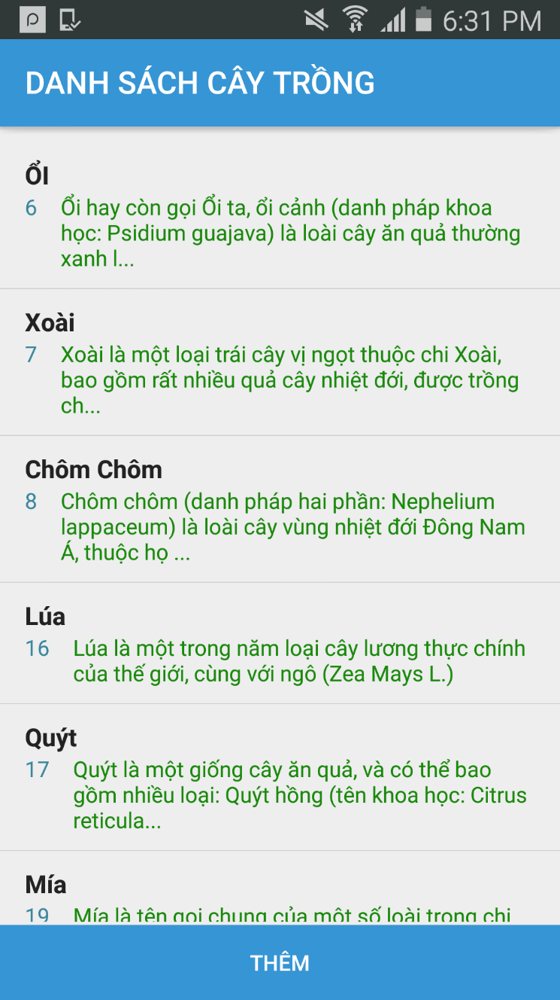 6:31 PM
DANH SÁCH CÂY TRỒNG
ỔI
6 Ổi hay còn gọi Ổi ta, ổi cảnh (danh pháp khoa
học: Psidium guajava) là loài cây ăn quả thường
xanh l...
Xoài
7 Xoài là một loại trái cây vị ngọt thuộc chi Xoài,
bao gồm rất nhiều quả cây nhiệt đới, được trồng
ch...
Chôm Chôm
8 Chôm chôm (danh pháp hai phần: Nephelium
lappaceum) là loài cây vùng nhiệt đới Đông Nam
Á, thuộc họ ...
Lúa
16 Lúa là một trong năm loại cây lương thực chính
của thế giới, cùng với ngô (Zea Mays L.)
Quýt
17 Quýt là một giống cây ăn quả, và có thể bao
gồm nhiều loại: Quýt hồng (tên khoa học: Citrus
reticula...
Mía
19 Mía là tên gọi chung của một số loài trong chi
THÊM